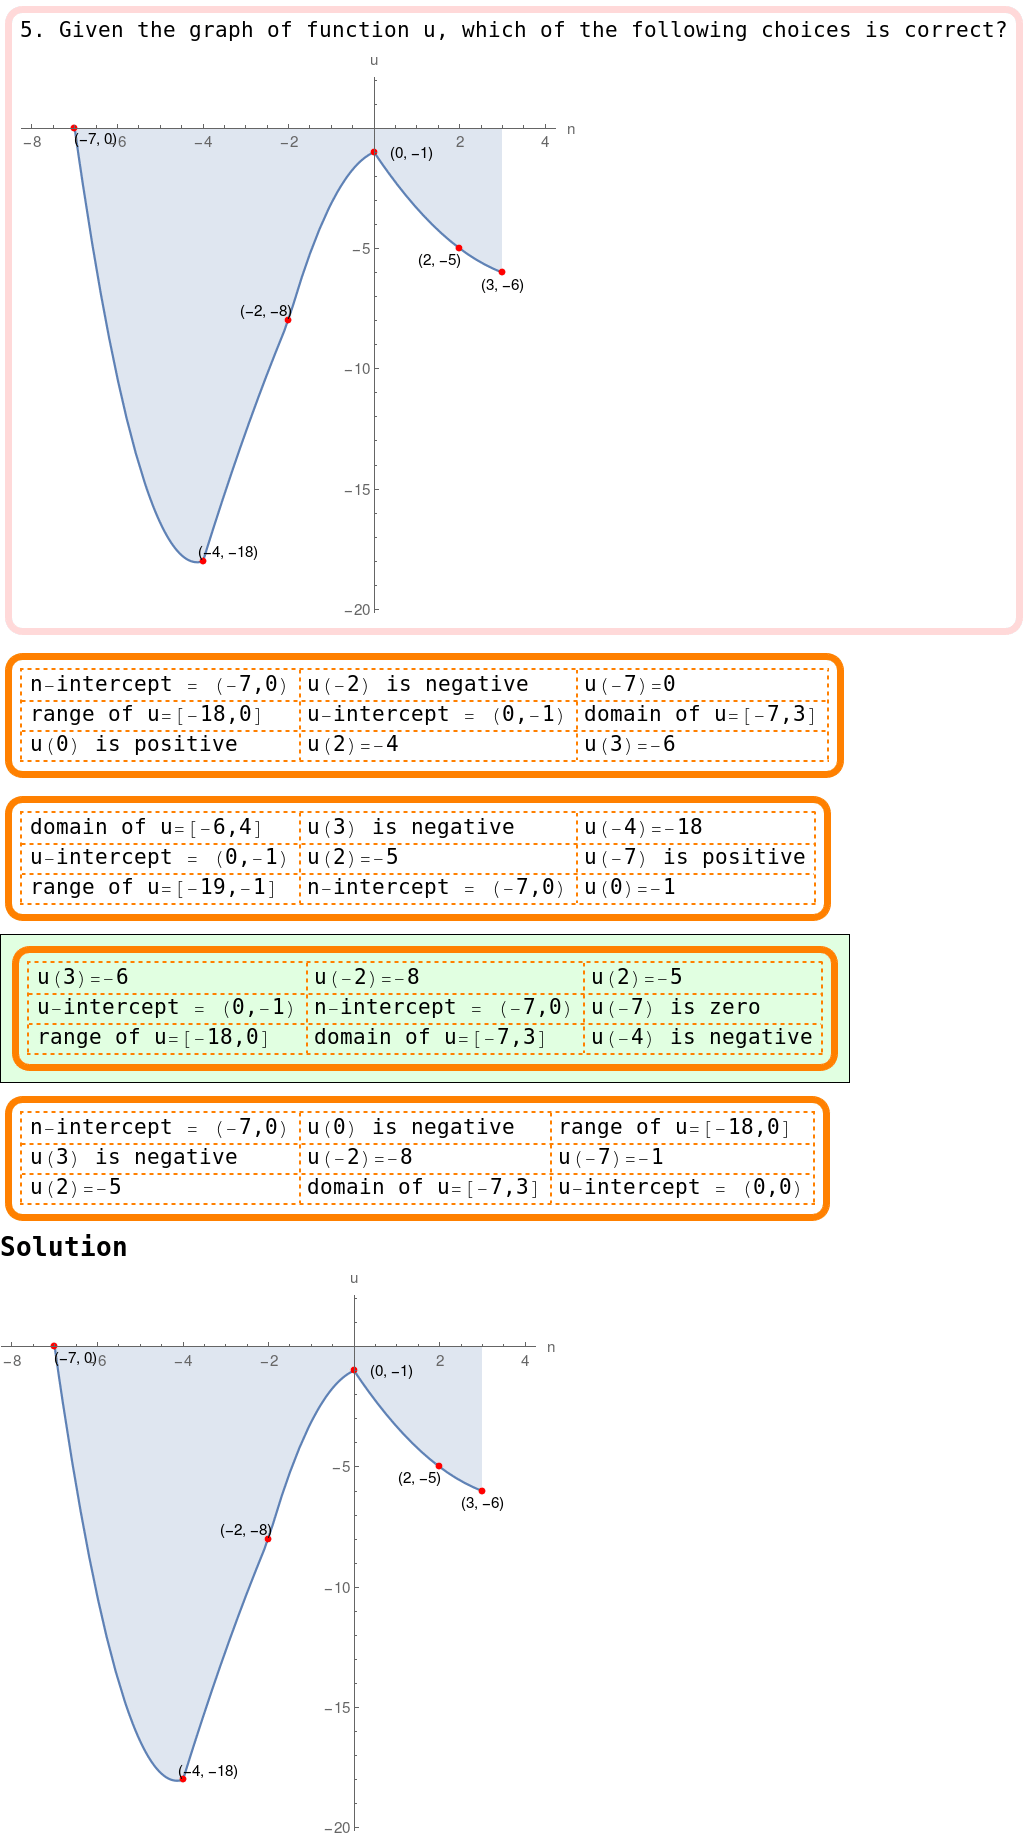 5. Given the graph of function u, which of the following choices is correct?
u
n
−8 −6 −4 −2 2 4
(−7, 0)
(0, −1)
−5
(2, −5)
(3, −6)
(−2, −8)
−10
−15
(−4, −18)
−20
n-intercept = (-7,0) u(-2) is negative u(-7)=0
range of u=[-18,0] u-intercept = (0,-1) domain of u=[-7,3]
u(0) is positive u(2)=-4 u(3)=-6
domain of u=[-6,4] u(3) is negative u(-4)=-18
u-intercept = (0,-1) u(2)=-5 u(-7) is positive
range of u=[-19,-1] n-intercept = (-7,0) u(0)=-1
u(3)=-6 u(-2)=-8 u(2)=-5
u-intercept = (0,-1) n-intercept = (-7,0) u(-7) is zero
range of u=[-18,0] domain of u=[-7,3] u(-4) is negative
n-intercept = (-7,0) u(0) is negative range of u=[-18,0]
u(3) is negative u(-2)=-8 u(-7)=-1
u(2)=-5 domain of u=[-7,3] u-intercept = (0,0)
Solution
u
n
−8 −6 −4 −2 2 4
(−7, 0)
(0, −1)
−5
(2, −5)
(3, −6)
(−2, −8)
−10
−15
(−4, −18)
−20